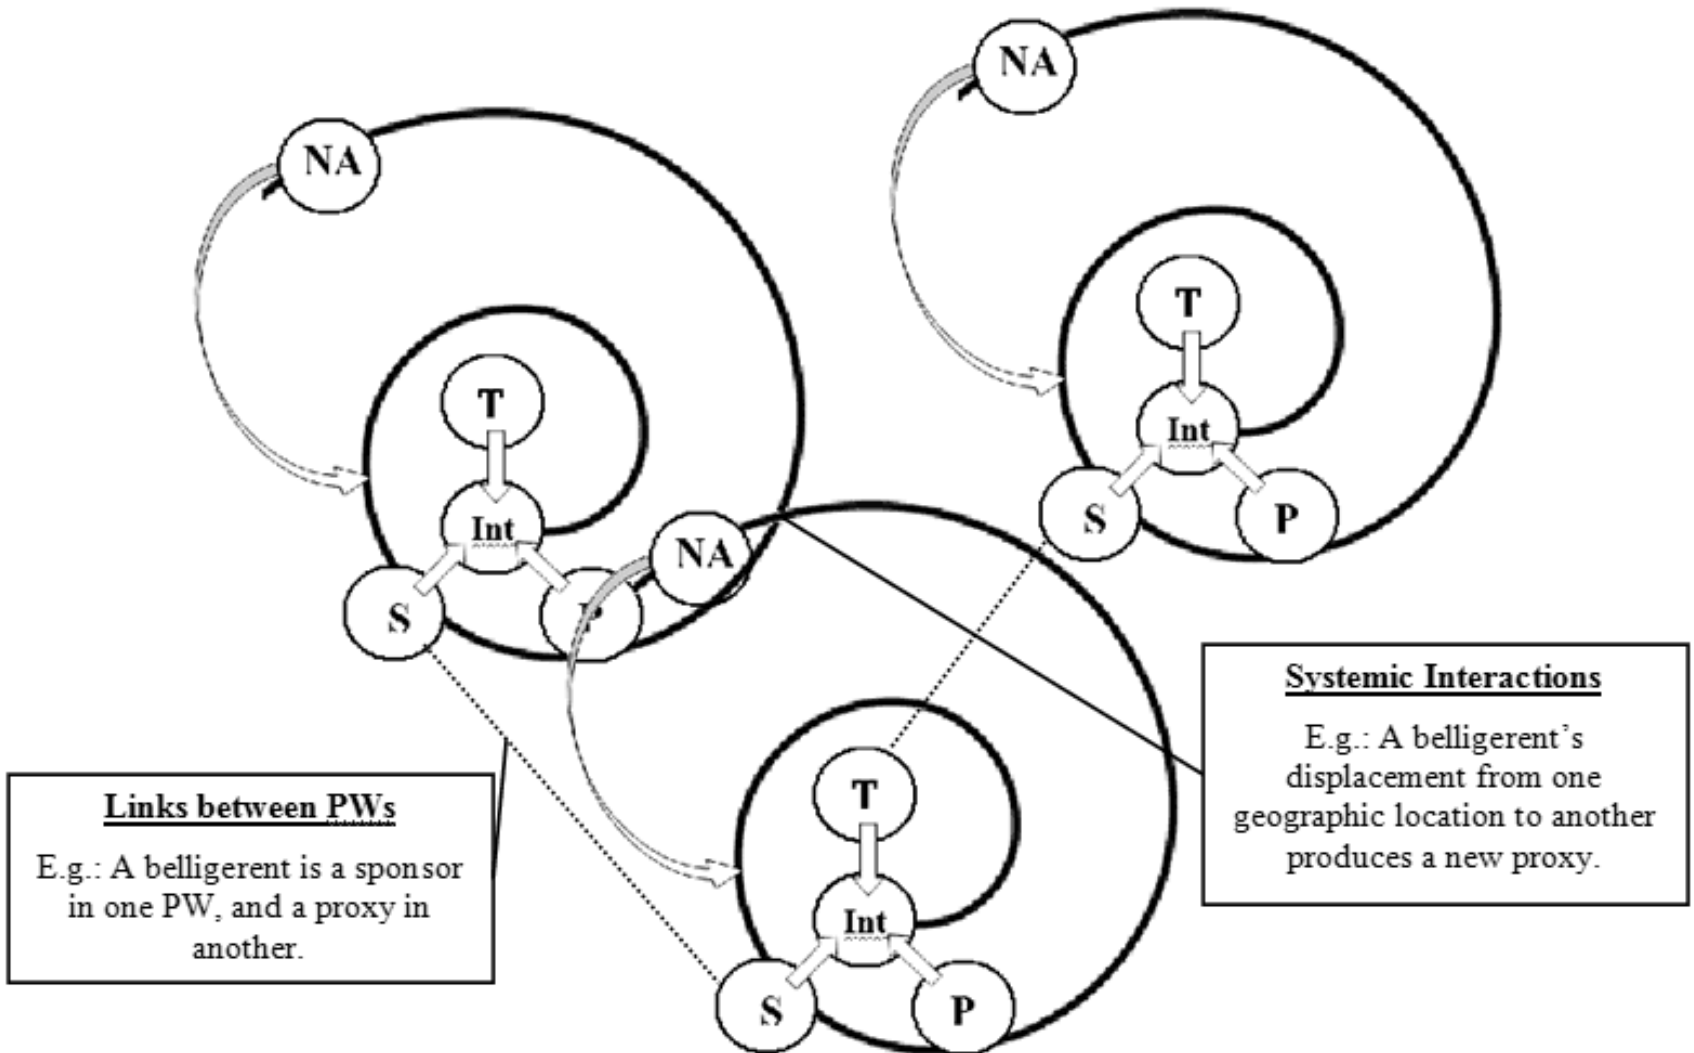 NA
NA
T
Int
S
P
T
Int
S
P
NA
T
Int
S
P
Links between PWs
E.g.: A belligerent is a sponsor
in one PW, and a proxy in
another.
Systemic Interactions
E.g.: A belligerent’s
displacement from one
geographic location to another
produces a new proxy.